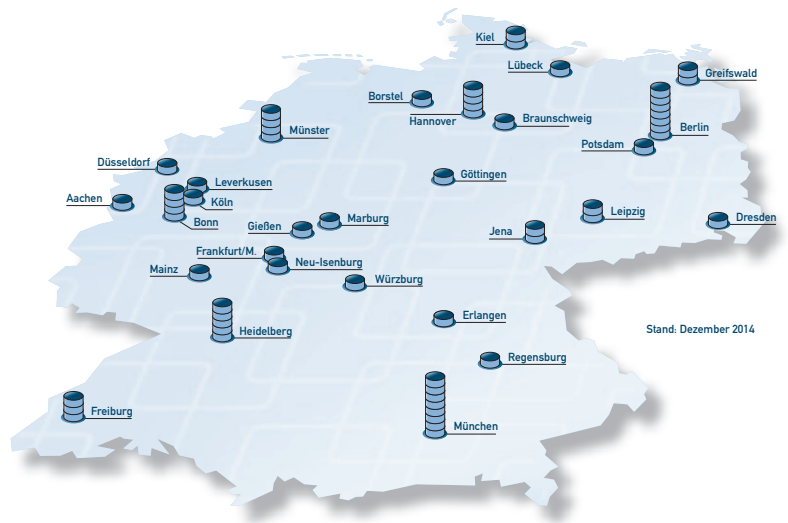 Kiel
Lübeck
Greifswald
Borstel
Hannover
Braunschweig
Berlin
Münster
Potsdam
Düsseldorf
Göttingen
Leverkusen
Aachen
Köln
Leipzig
Bonn
Marburg
Dresden
Gießen
Jena
Frankfurt/M.
Neu-Isenburg
Mainz
Würzburg
Erlangen
Heidelberg
Stand: Dezember 2014
Regensburg
Freiburg
München